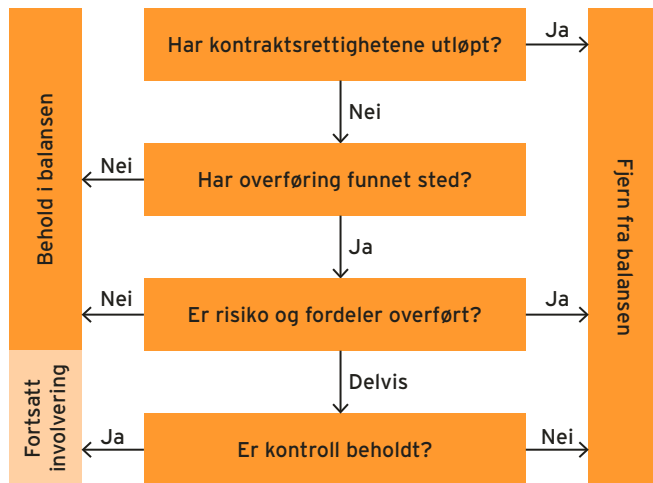 Har kontraktsrettighetene utløpt?
Ja
Nei
Har overføring funnet sted?
Nei
Ja
Er risiko og fordeler overført?
Nei
Ja
Delvis
Er kontroll beholdt?
Ja
Nei
Behold i balansen
Fortsatt
involvering
Fjern fra balansen